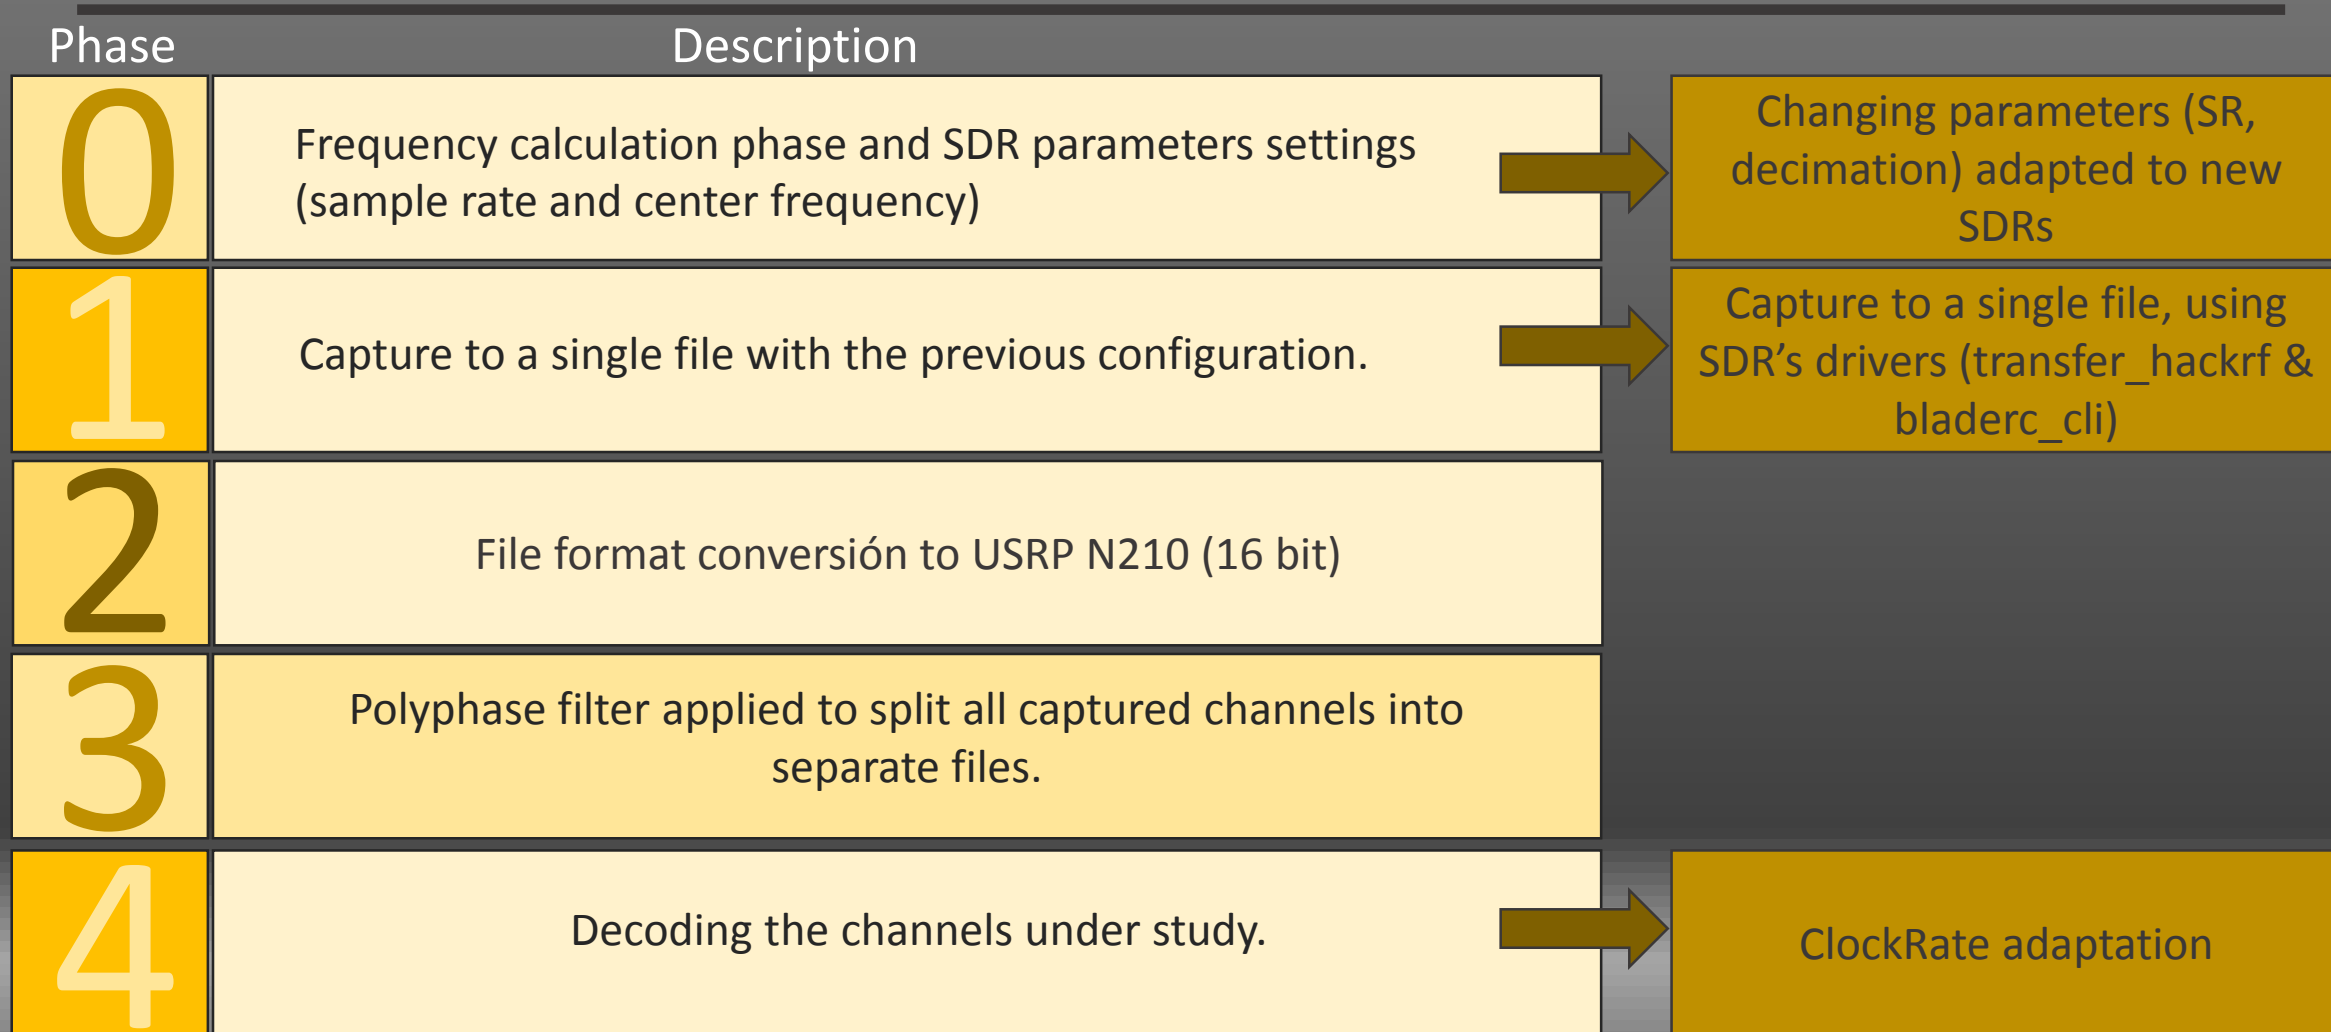 Phase
Description
0
Frequency calculation phase and SDR parameters settings
(sample rate and center frequency)
Changing parameters (SR,
decimation) adapted to new
SDRs
1
Capture to a single file with the previous configuration.
Capture to a single file, using
SDR’s drivers (transfer_hackrf &
bladerc_cli)
2
File format conversión to USRP N210 (16 bit)
3
Polyphase filter applied to split all captured channels into
separate files.
4
Decoding the channels under study.
ClockRate adaptation